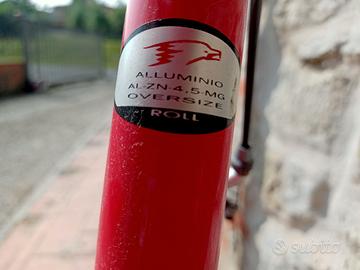 ALLUMINIO
AL-ZN-4,5-MG
OVERSIZE
ROLL
subito